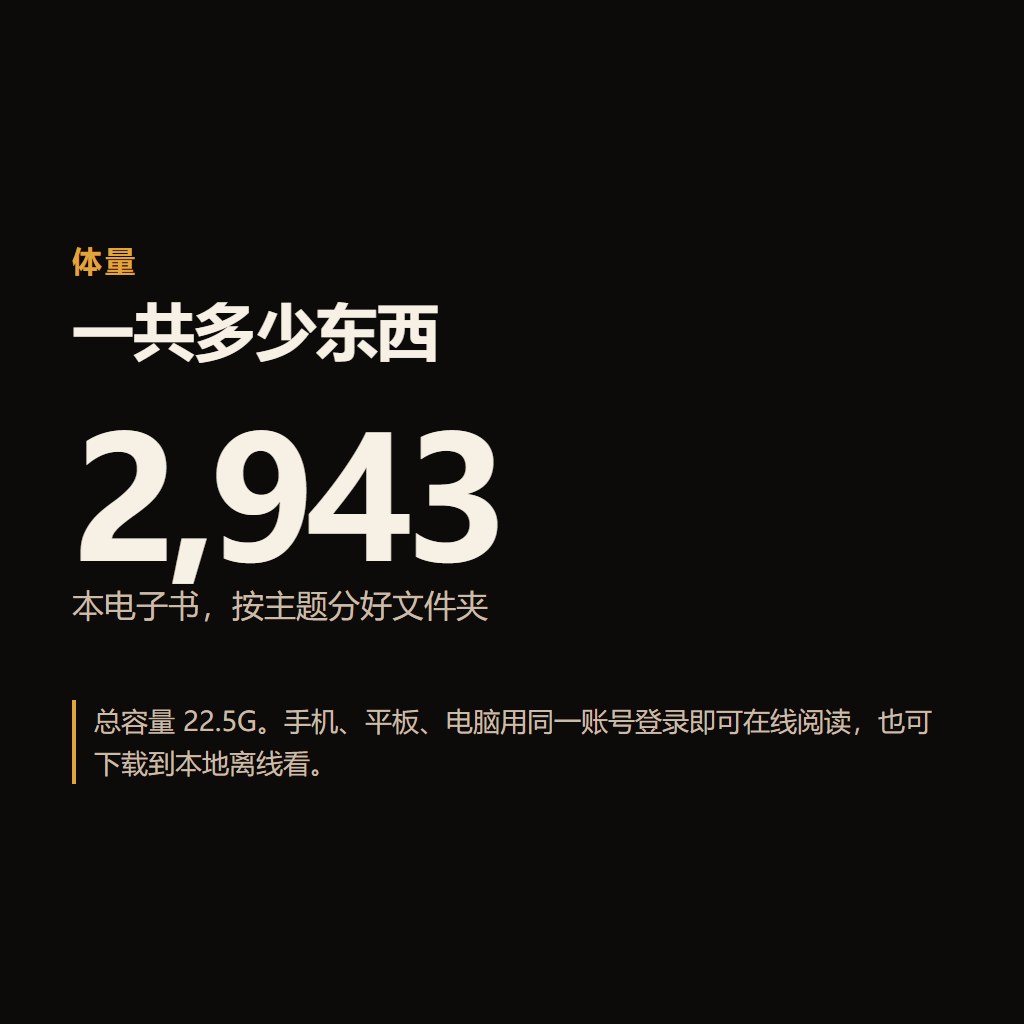 体量
一共多少东西
2,943
本电子书，按主题分好文件夹
总容量 22.5G。手机、平板、电脑用同一账号登录即可在线阅读，也可
下载到本地离线看。